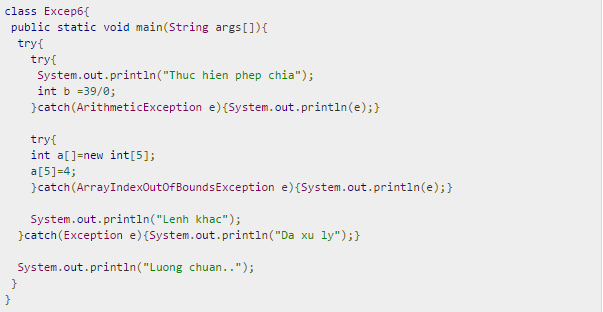 class Excep6{
 public static void main(String args[]){
  try{
    try{
     System.out.println("Thuc hien phep chia");
     int b =39/0;
    }catch(ArithmeticException e){System.out.println(e);}

    try{
    int a[]=new int[5];
    a[5]=4;
    }catch(ArrayIndexOutOfBoundsException e){System.out.println(e);}

    System.out.println("Lenh khac");
  }catch(Exception e){System.out.println("Da xu ly");}

  System.out.println("Luong chuan..");
 }
}